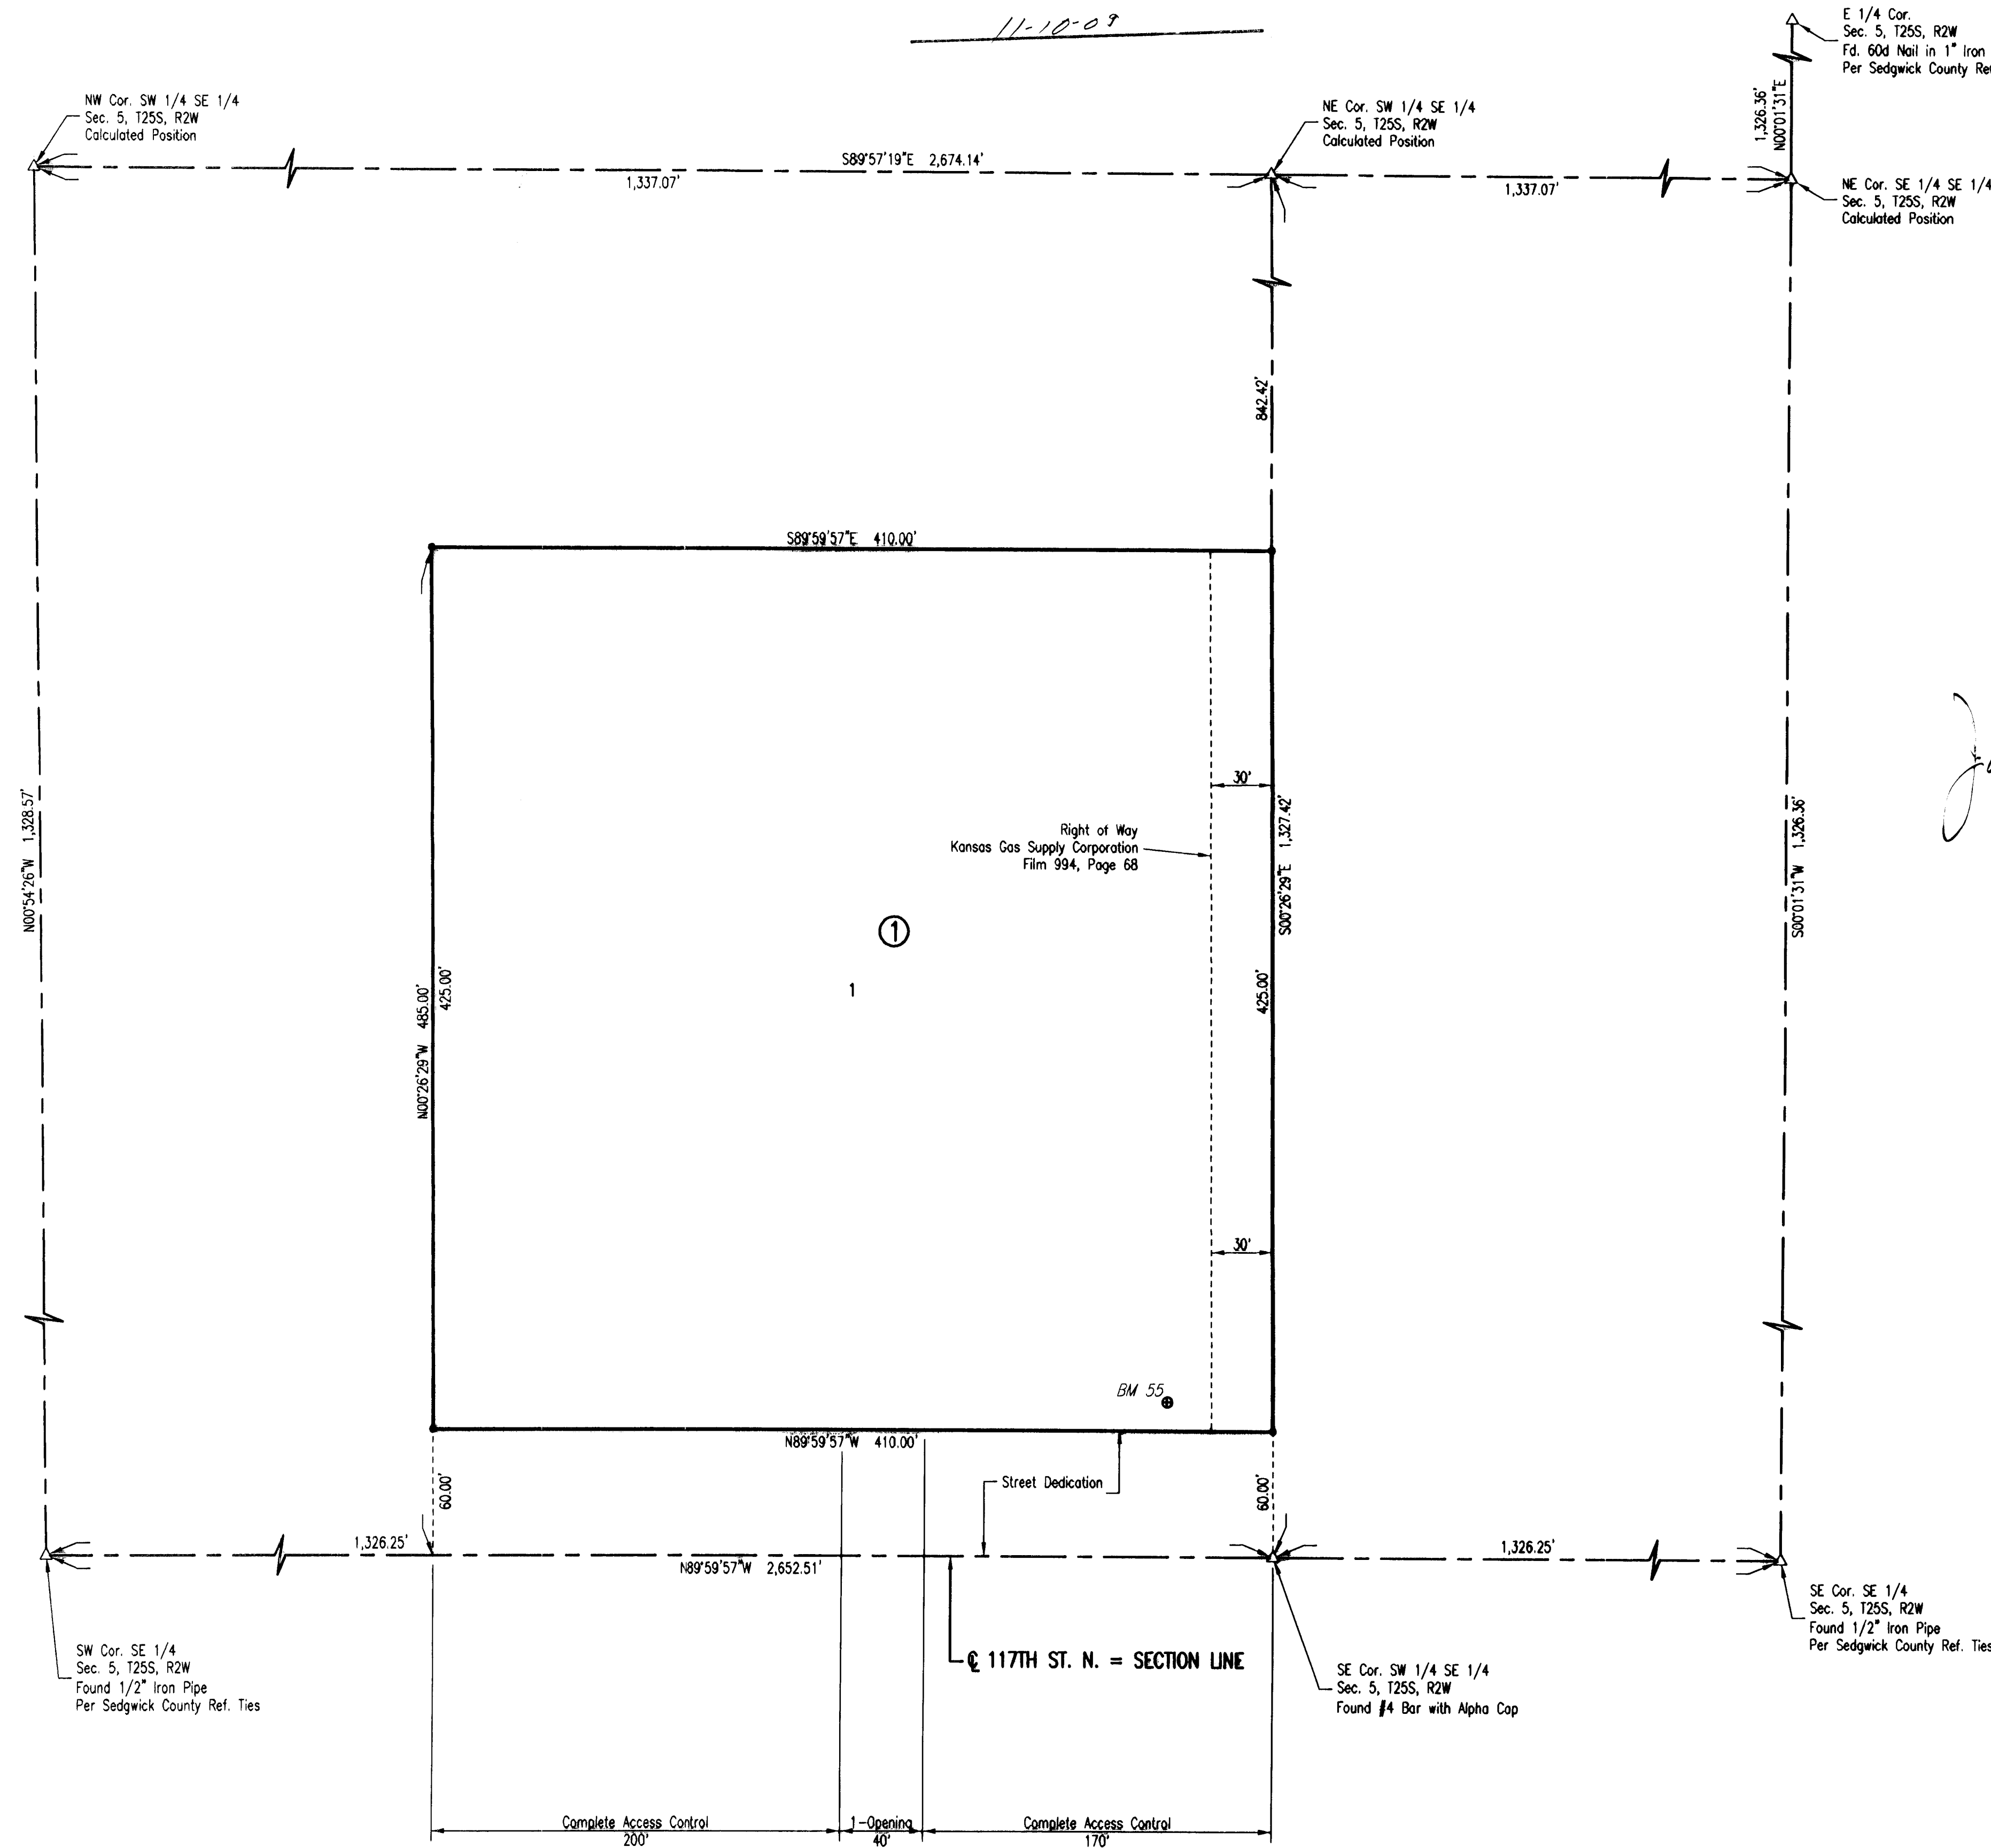 11-10-09
E 1/4 Cor.
Sec. 5, T25S, R2W
Fd. 60d Nail in 1" Iron
Per Sedgwick County
1,326.36'
N00°01'31"E
NW Cor. SW 1/4 SE 1/4
Sec. 5, T25S, R2W
Calculated Position
NE Cor. SW 1/4 SE 1/4
Sec. 5, T25S, R2W
Calculated Position
S89°57'19"E 2,674.14'
1,337.07'
1,337.07'
NE Cor. SE 1/4 SE 1/4
Sec. 5, T25S, R2W
Calculated Position
842.42'
S89°59'57"E 410.00'
30'
Right of Way
Kansas Gas Supply Corporation
Film 994, Page 68
N00°54'26"W 1,328.57'
S00°26'29"E 1,327.42'
S00°01'31"W 1,326.36'
1
1
N00°26'29"W 485.00'
425.00'
425.00'
30'
BM 55
N89°59'57"W 410.00'
60.00'
Street Dedication
60.00'
1,326.25'
N89°59'57"W 2,652.51'
1,326.25'
SW Cor. SE 1/4
Sec. 5, T25S, R2W
Found 1/2" Iron Pipe
Per Sedgwick County Ref. Ties
℄ 117TH ST. N. = SECTION LINE
SE Cor. SW 1/4 SE 1/4
Sec. 5, T25S, R2W
Found #4 Bar with Alpha Cap
SE Cor. SE 1/4
Sec. 5, T25S, R2W
Found 1/2" Iron Pipe
Per Sedgwick County Ref. Ties
Complete Access Control
200'
1-Opening
40'
Complete Access Control
170'